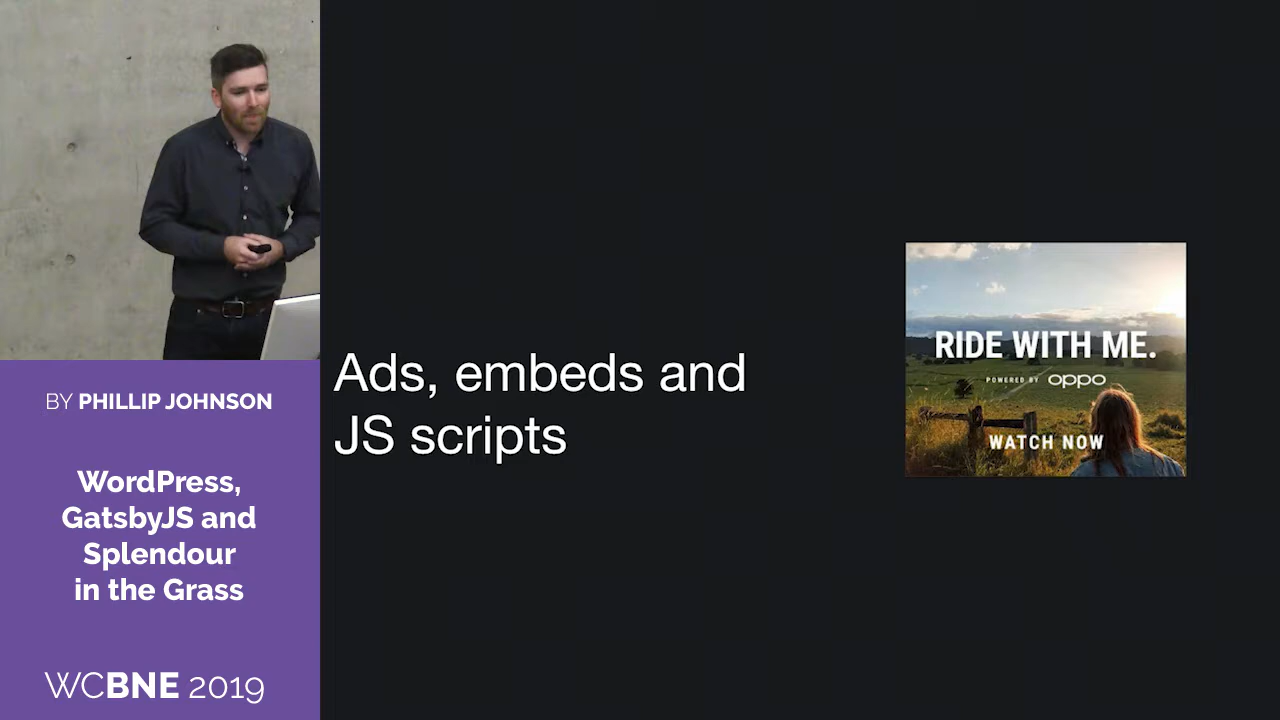 BY PHILLIP JOHNSON
WordPress,
GatsbyJS and
Splendour
in the Grass
WCBNE 2019
Ads, embeds and
JS scripts
RIDE WITH ME.
POWERED BY oppo
WATCH NOW